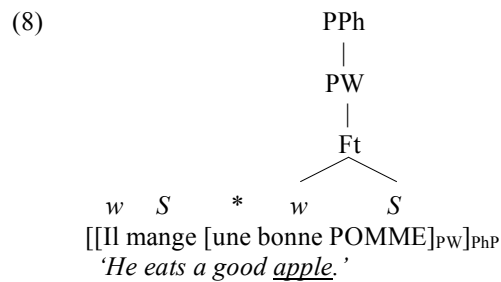 (8) PPh
PW
Ft
w S * w S
[[Il mange [une bonne POMME]PW]PhP
‘He eats a good apple.’